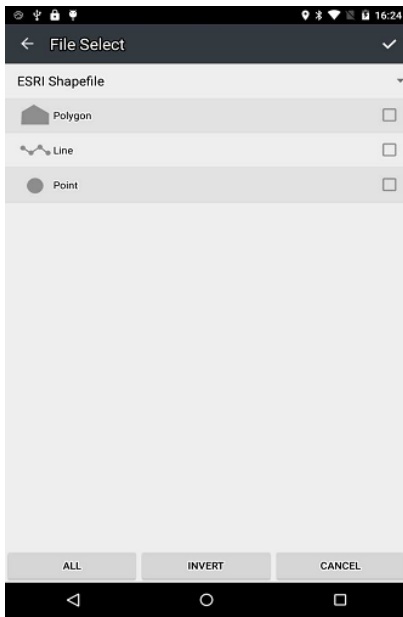 16:24
File Select
ESRI Shapefile
Polygon
Line
Point
ALL INVERT CANCEL